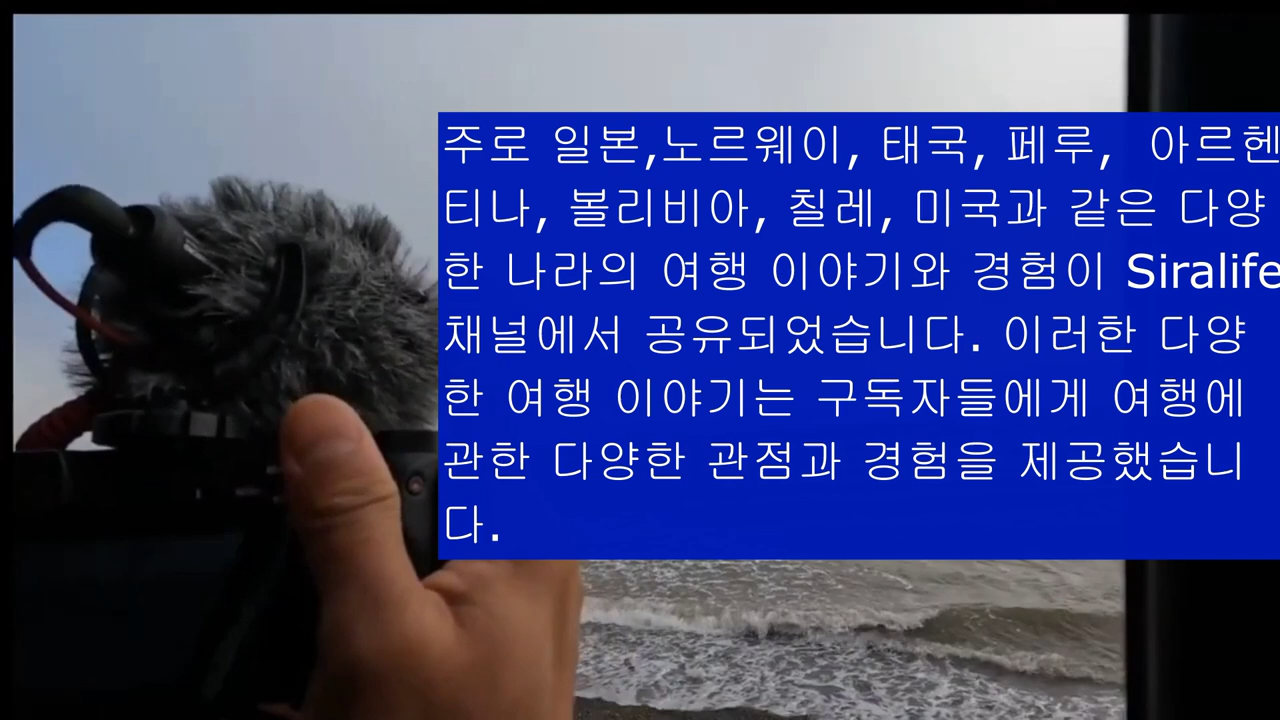 주로 일본,노르웨이, 태국, 페루,  아르헨
티나, 볼리비아, 칠레, 미국과 같은 다양
한 나라의 여행 이야기와 경험이 Siralife
채널에서 공유되었습니다. 이러한 다양
한 여행 이야기는 구독자들에게 여행에
관한 다양한 관점과 경험을 제공했습니
다.